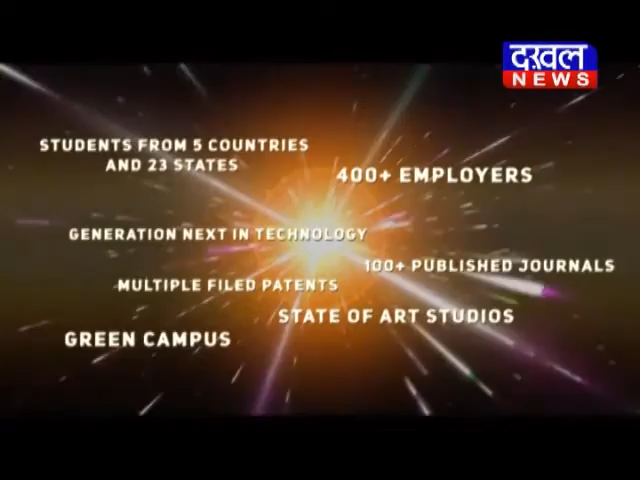 दख़ल
NEWS
STUDENTS FROM 5 COUNTRIES
AND 23 STATES
400+ EMPLOYERS
GENERATION NEXT IN TECHNOLOGY
100+ PUBLISHED JOURNALS
MULTIPLE FILED PATENTS
STATE OF ART STUDIOS
GREEN CAMPUS